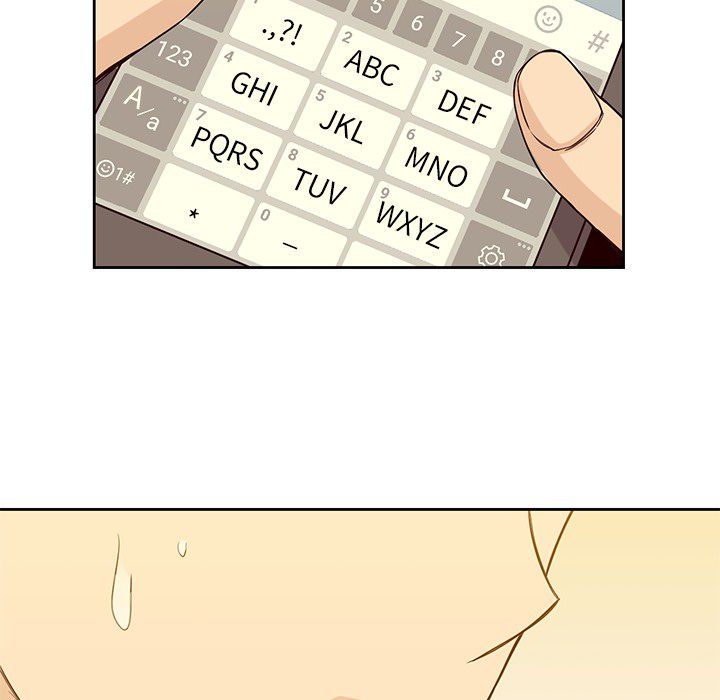 5 6 7 8
1 .,?! #
123 2 ABC 3 DEF
4 GHI 5 JKL 6 MNO
A/a 7 PQRS 8 TUV 9 WXYZ
1#
* 0 _